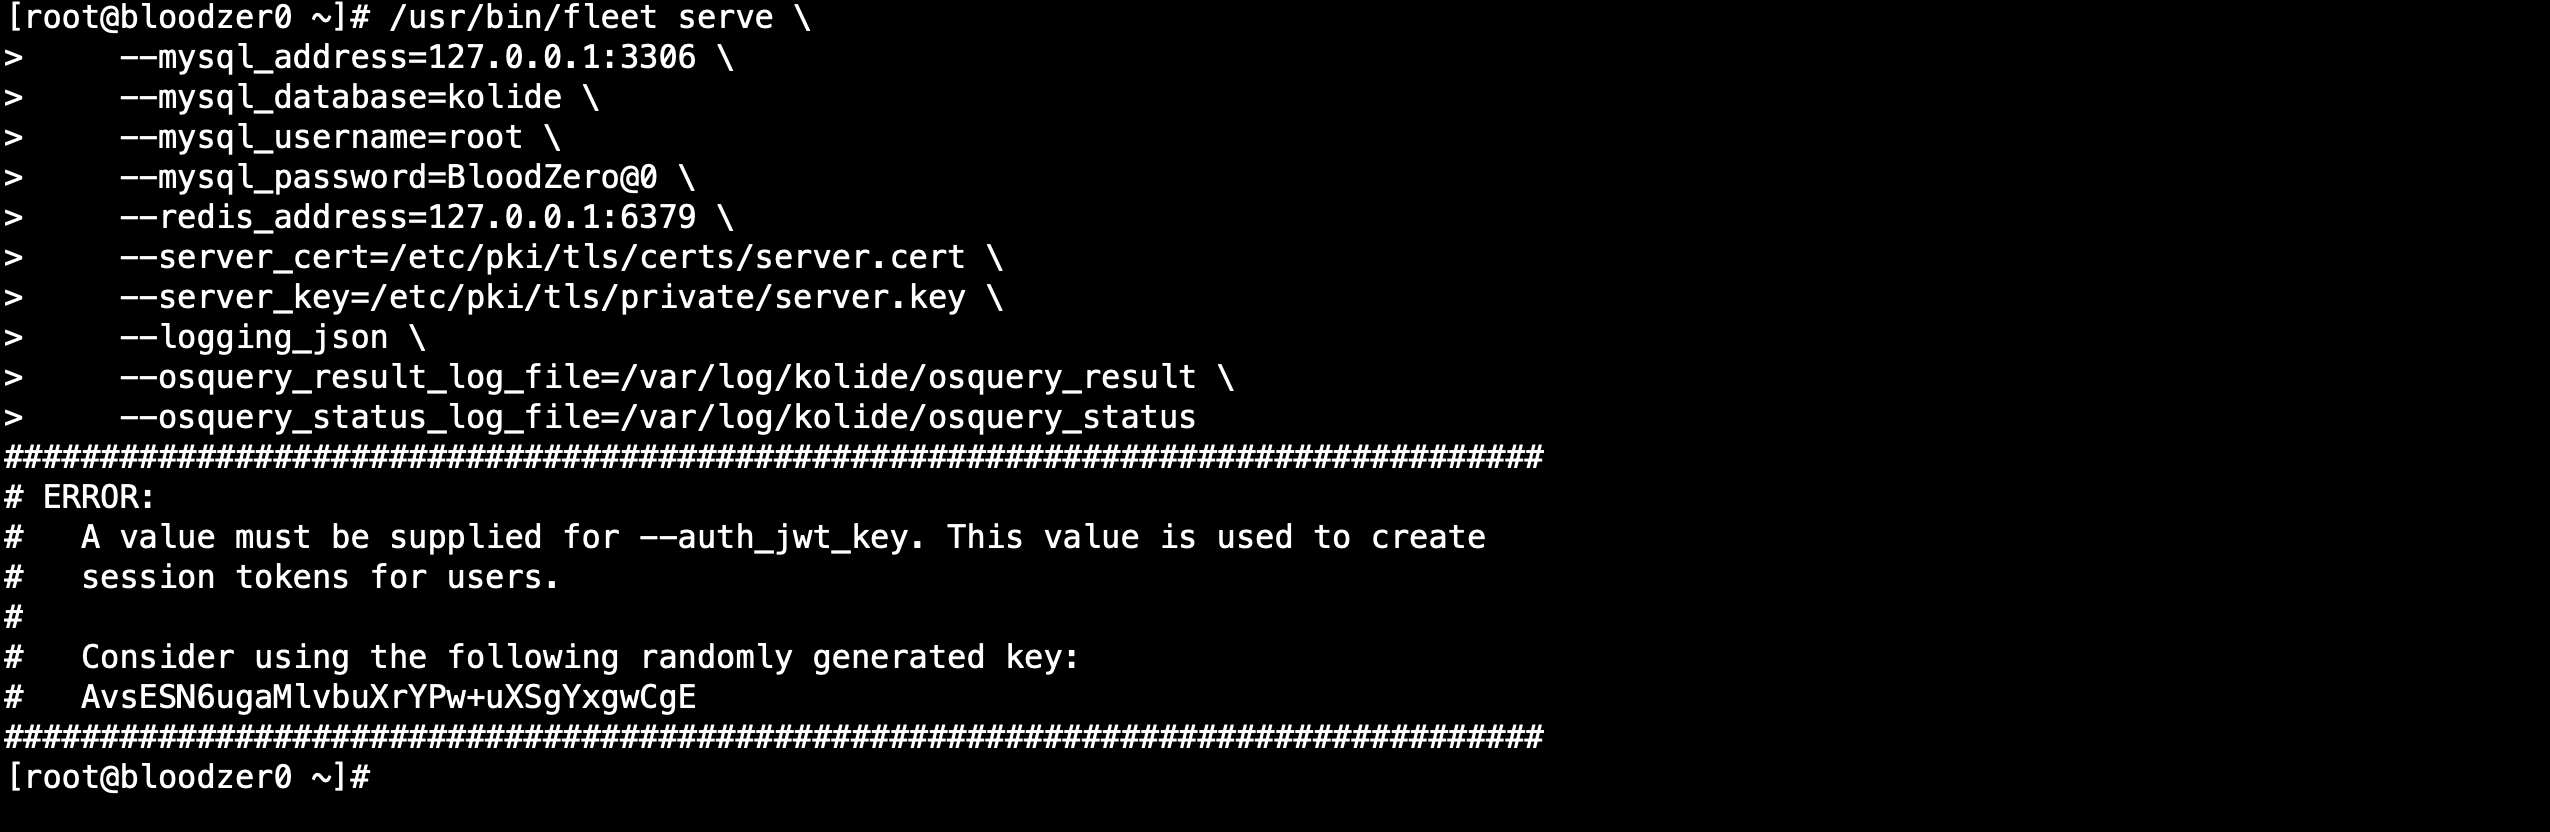 [root@bloodzer0 ~]# /usr/bin/fleet serve \
>     --mysql_address=127.0.0.1:3306 \
>     --mysql_database=kolide \
>     --mysql_username=root \
>     --mysql_password=BloodZero@0 \
>     --redis_address=127.0.0.1:6379 \
>     --server_cert=/etc/pki/tls/certs/server.cert \
>     --server_key=/etc/pki/tls/private/server.key \
>     --logging_json \
>     --osquery_result_log_file=/var/log/kolide/osquery_result \
>     --osquery_status_log_file=/var/log/kolide/osquery_status
################################################################################
# ERROR:
#   A value must be supplied for --auth_jwt_key. This value is used to create
#   session tokens for users.
#
#   Consider using the following randomly generated key:
#   AvsESN6ugaMlvbuXrYPw+uXSgYxgwCgE
################################################################################
[root@bloodzer0 ~]#